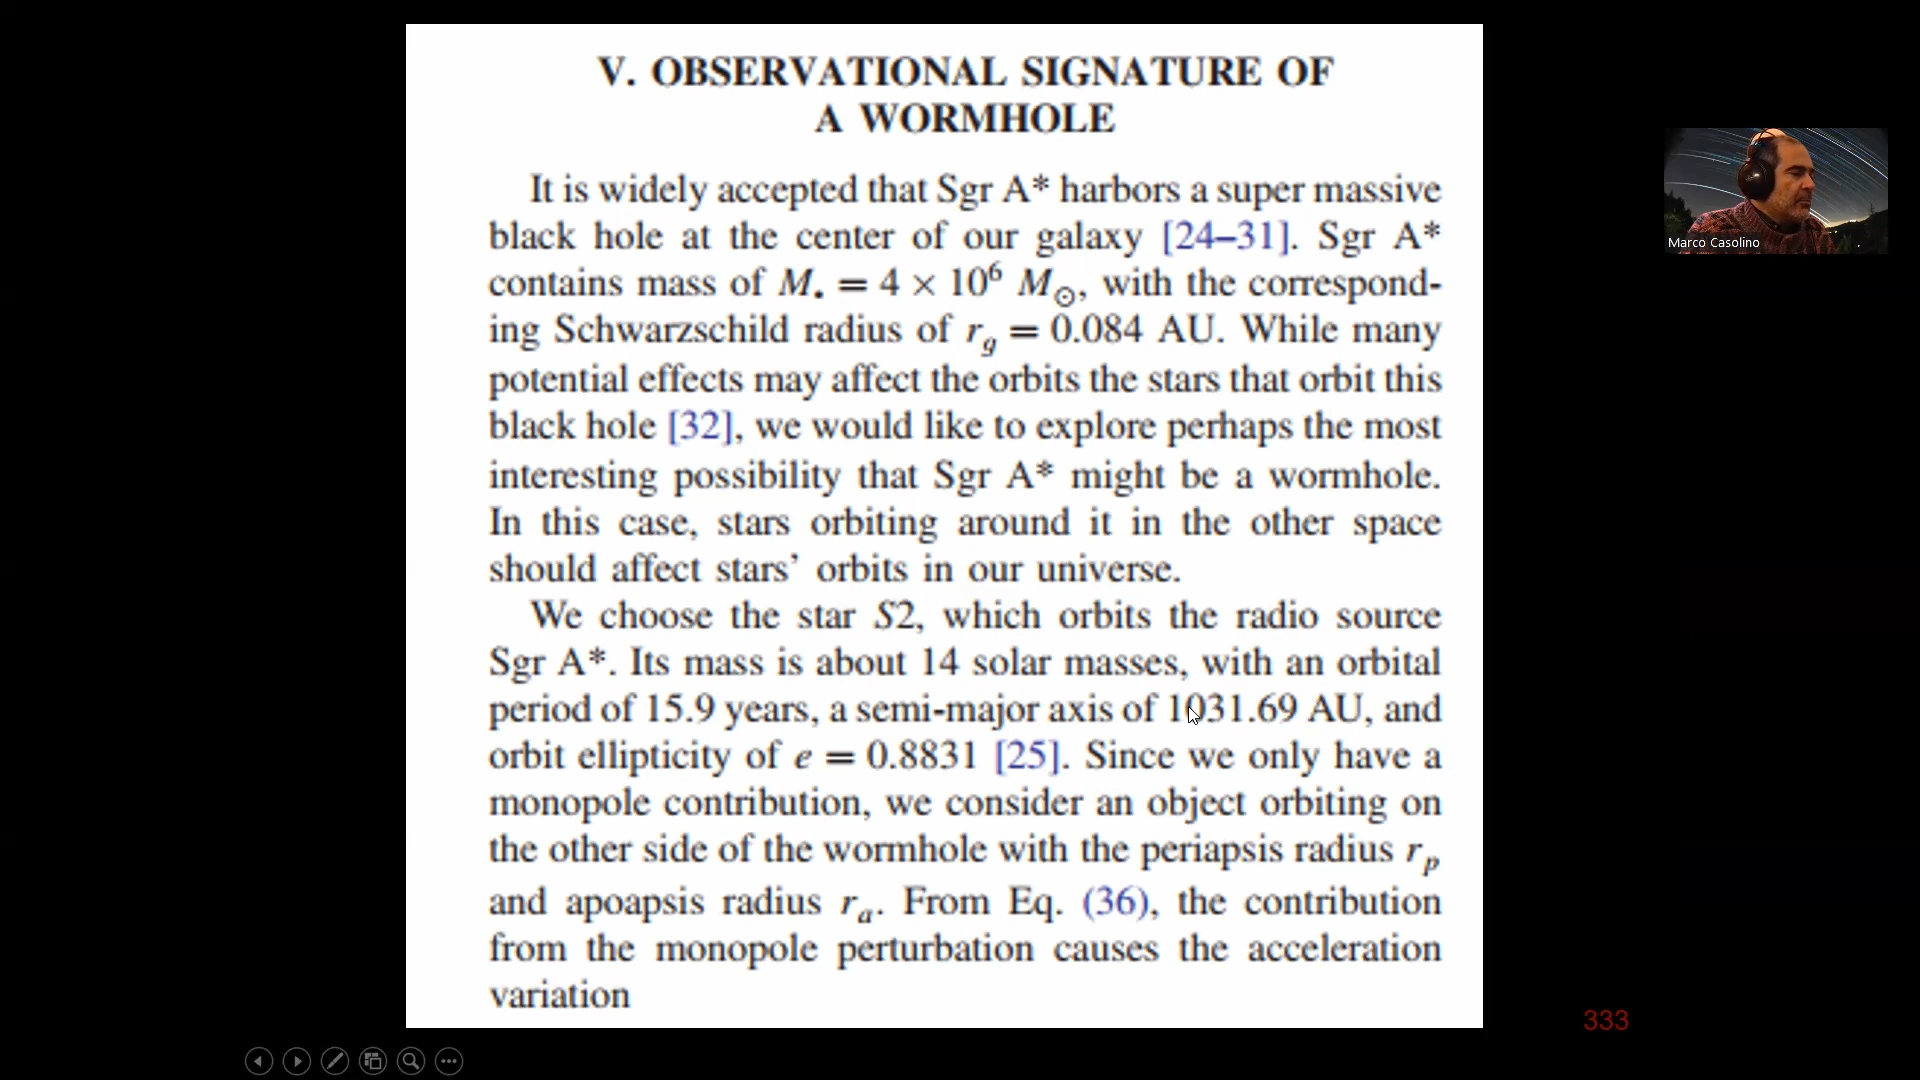 V. OBSERVATIONAL SIGNATURE OF
A WORMHOLE
It is widely accepted that Sgr A* harbors a super massive
black hole at the center of our galaxy [24–31]. Sgr A*
contains mass of M• = 4 × 10⁶ M⊙, with the correspond-
ing Schwarzschild radius of r_g = 0.084 AU. While many
potential effects may affect the orbits the stars that orbit this
black hole [32], we would like to explore perhaps the most
interesting possibility that Sgr A* might be a wormhole.
In this case, stars orbiting around it in the other space
should affect stars’ orbits in our universe.
We choose the star S2, which orbits the radio source
Sgr A*. Its mass is about 14 solar masses, with an orbital
period of 15.9 years, a semi-major axis of 1031.69 AU, and
orbit ellipticity of e = 0.8831 [25]. Since we only have a
monopole contribution, we consider an object orbiting on
the other side of the wormhole with the periapsis radius r_p
and apoapsis radius r_a. From Eq. (36), the contribution
from the monopole perturbation causes the acceleration
variation
Marco Casolino
333